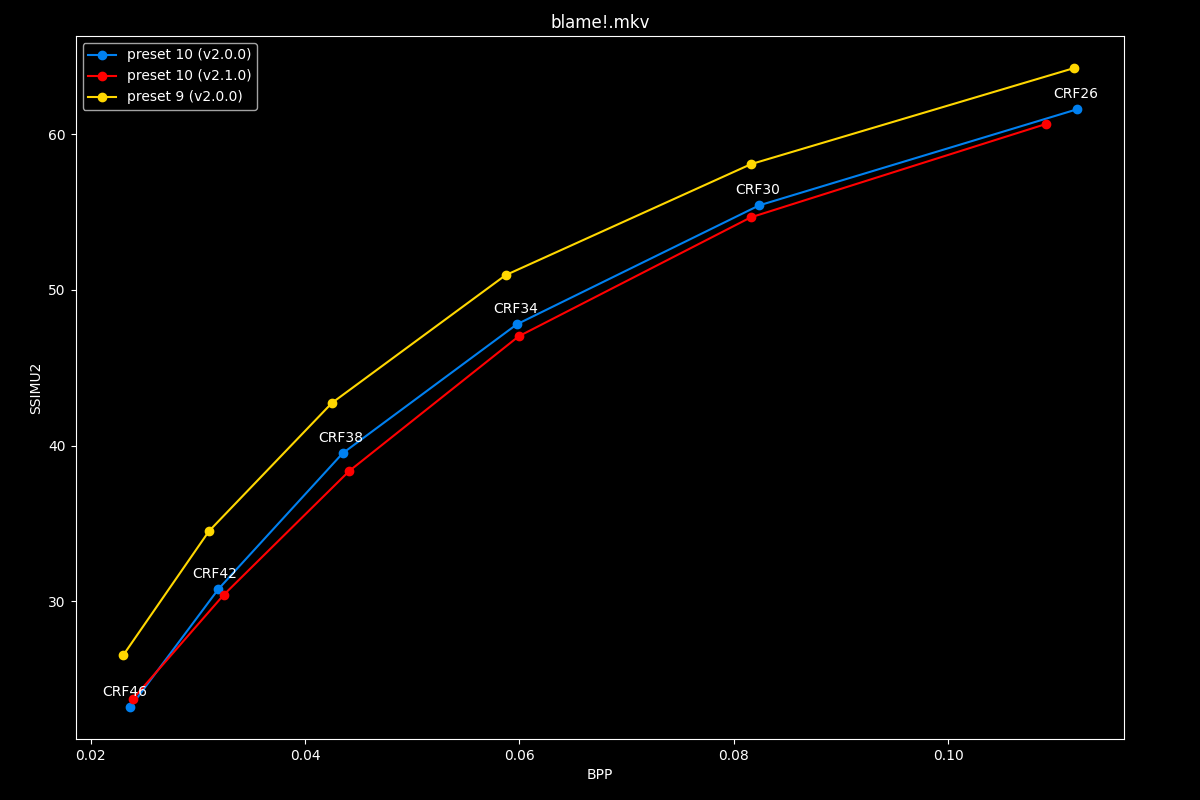 blame!.mkv
preset 10 (v2.0.0)
preset 10 (v2.1.0)
preset 9 (v2.0.0)
CRF26
CRF30
CRF34
CRF38
CRF42
CRF46
60
50
40
30
SSIMU2
0.02 0.04 0.06 0.08 0.10
BPP